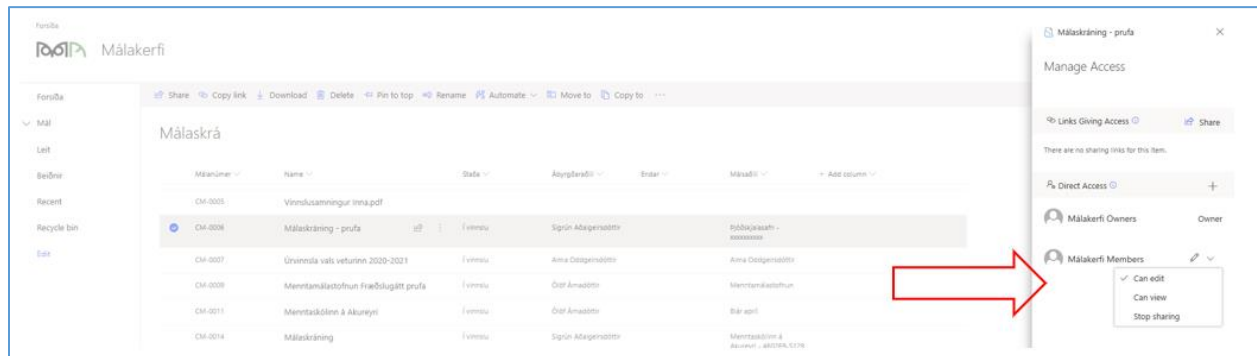 Forsíða
Málakerfi
Forsíða
Mál
Leit
Beiðnir
Recent
Recycle bin
Edit
Share Copy link Download Delete Pin to top Rename Automate Move to Copy to ...
Málaskrá
Málanúmer Name Staða Ábyrgðaraðili Endar Málsaðili + Add column
CM-0005 Vinnslusamningur Inna.pdf
CM-0006 Málaskráning - prufa Í vinnslu Sigrún Aðalgeirsdóttir Þjóðskjalasafn -
xxxxxxxxxx
CM-0007 Úrvinnsla vals veturinn 2020-2021 Í vinnslu Anna Oddgeirsdóttir Anna Oddgeirsdóttir
CM-0009 Menntamálastofnun Fræðslugátt prufa Í vinnslu Ólöf Árnadóttir Menntamálastofnun
CM-0011 Menntaskólinn á Akureyri Í vinnslu Ólöf Árnadóttir Blár apríl
CM-0014 Málaskráning Í vinnslu Sigrún Aðalgeirsdóttir Menntaskólinn á
Akureyri -
Málaskráning - prufa
Manage Access
Links Giving Access Share
There are no sharing links for this item.
Direct Access +
Málakerfi Owners Owner
Málakerfi Members
Can edit
Can view
Stop sharing